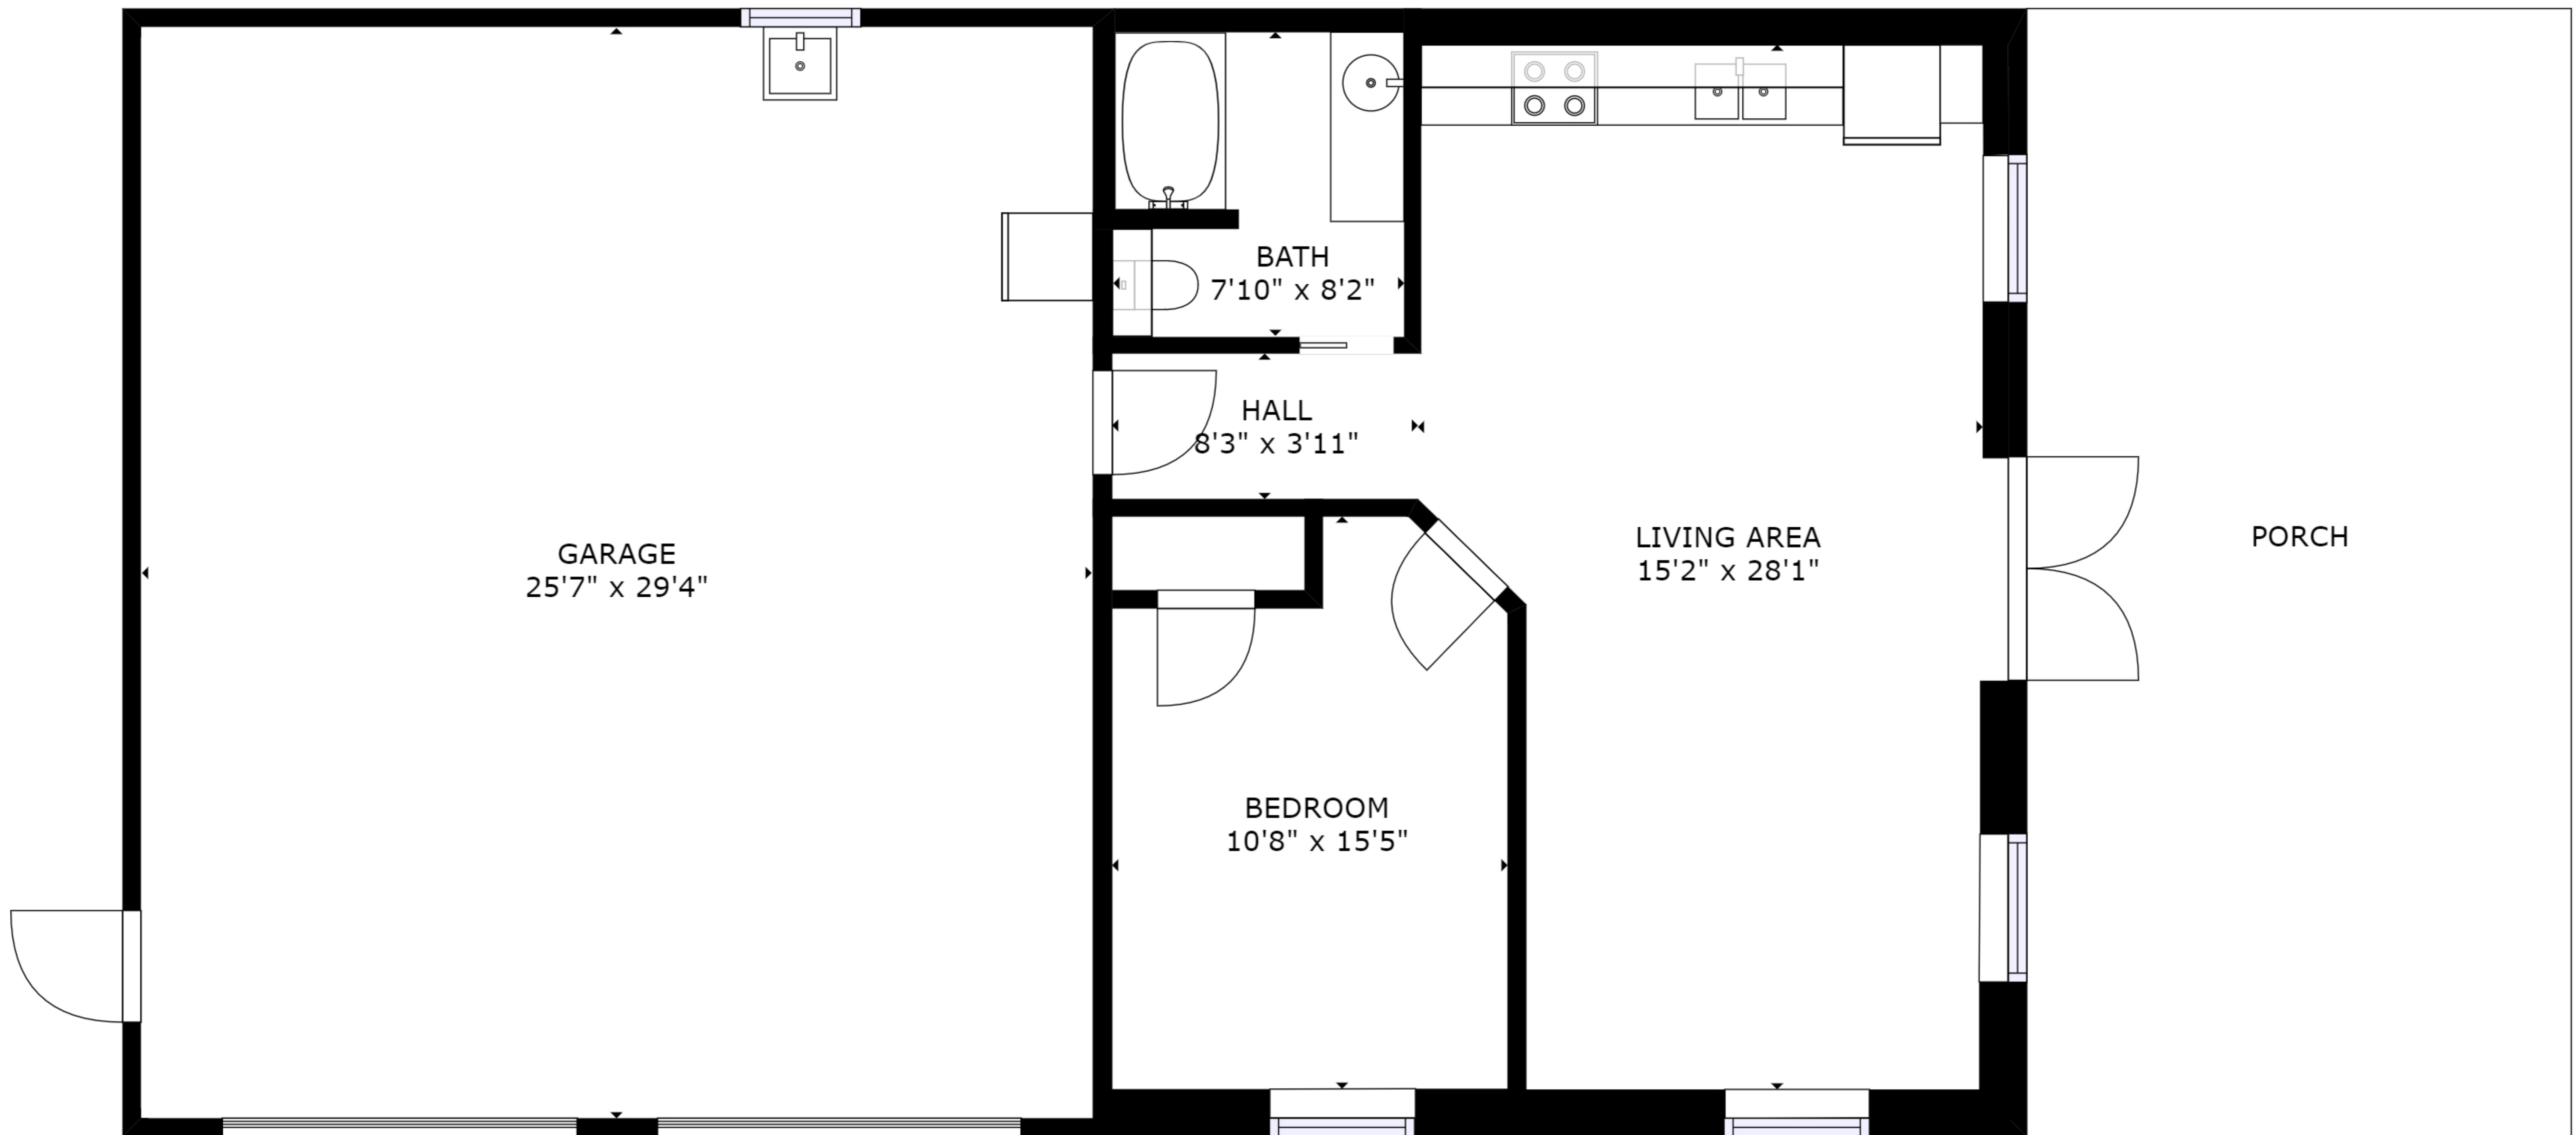 BATH
7'10" x 8'2"
HALL
8'3" x 3'11"
GARAGE
25'7" x 29'4"
LIVING AREA
15'2" x 28'1"
PORCH
BEDROOM
10'8" x 15'5"